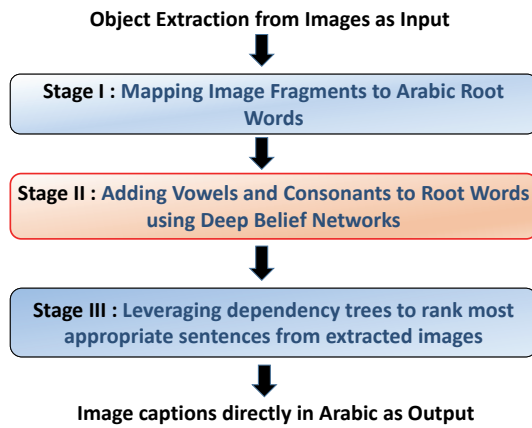 Object Extraction from Images as Input
Stage I : Mapping Image Fragments to Arabic Root
Words
Stage II : Adding Vowels and Consonants to Root Words
using Deep Belief Networks
Stage III : Leveraging dependency trees to rank most
appropriate sentences from extracted images
Image captions directly in Arabic as Output